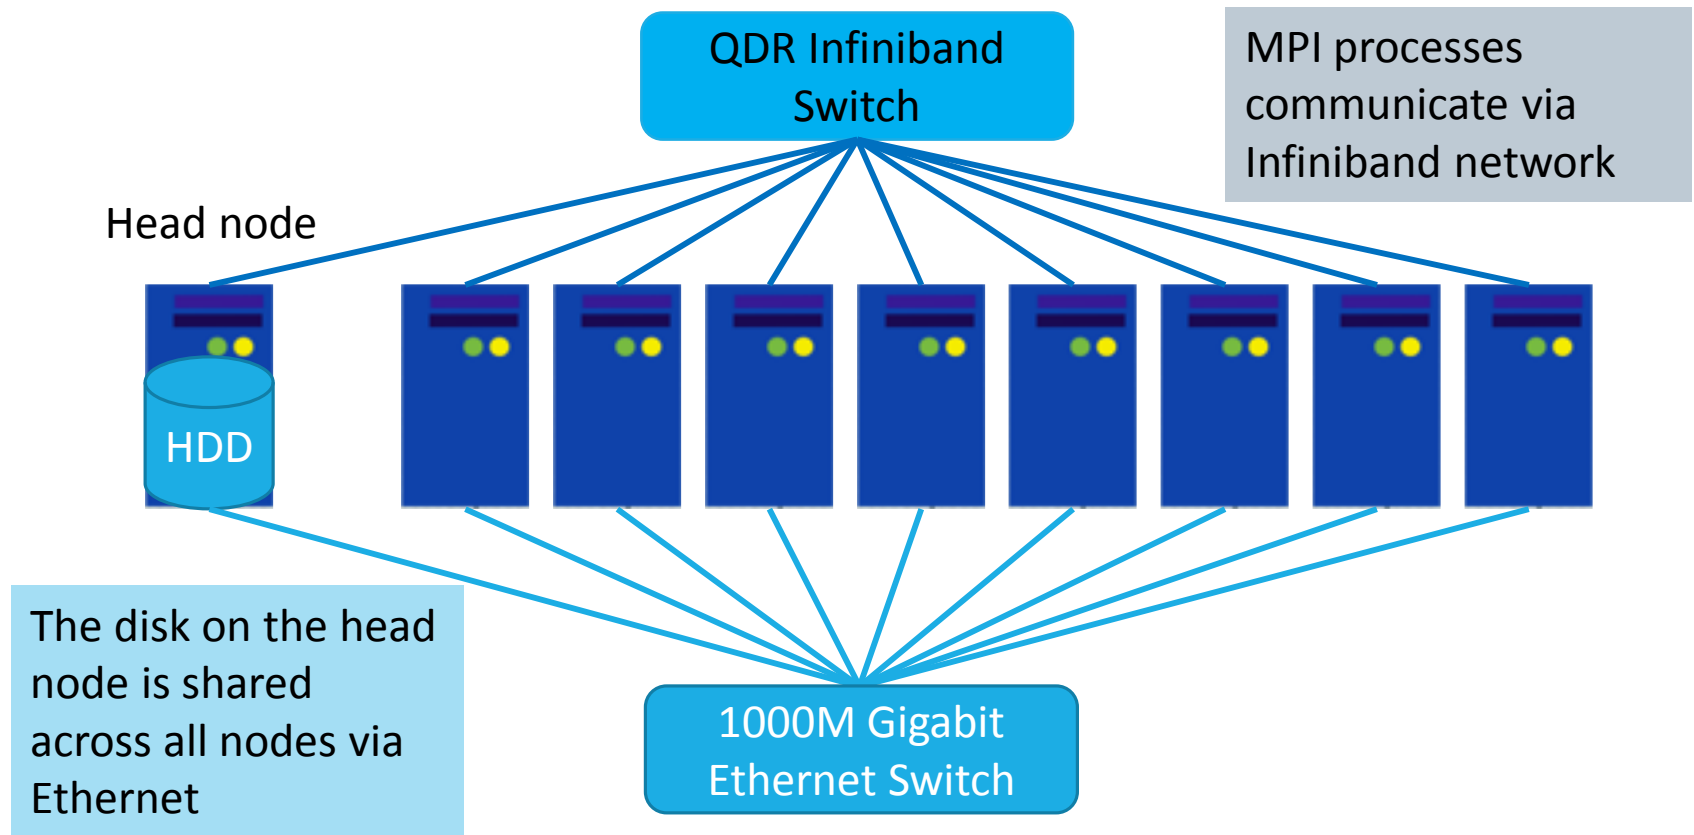 QDR Infiniband
Switch
MPI processes
communicate via
Infiniband network
Head node
HDD
The disk on the head
node is shared
across all nodes via
Ethernet
1000M Gigabit
Ethernet Switch